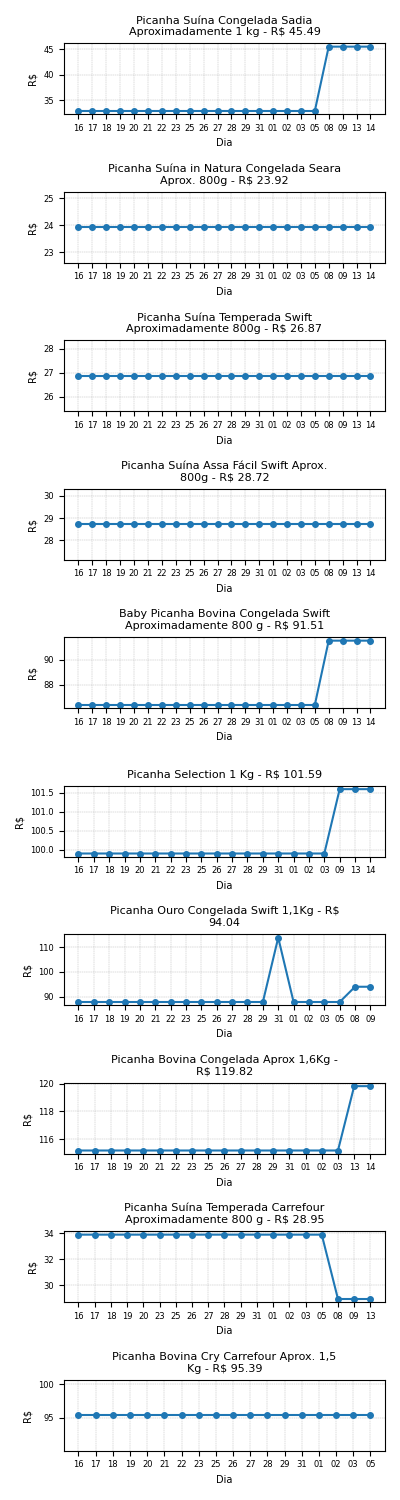 Picanha Suína Congelada Sadia
Aproximadamente 1 kg - R$ 45.49
45
40
35
R$
16 17 18 19 20 21 22 23 25 26 27 28 29 31 01 02 03 05 08 09 13 14
Dia
Picanha Suína in Natura Congelada Seara
Aprox. 800g - R$ 23.92
25
24
23
R$
16 17 18 19 20 21 22 23 25 26 27 28 29 31 01 02 03 05 08 09 13 14
Dia
Picanha Suína Temperada Swift
Aproximadamente 800g - R$ 26.87
28
27
26
R$
16 17 18 19 20 21 22 23 25 26 27 28 29 31 01 02 03 05 08 09 13 14
Dia
Picanha Suína Assa Fácil Swift Aprox.
800g - R$ 28.72
30
29
28
R$
16 17 18 19 20 21 22 23 25 26 27 28 29 31 01 02 03 05 08 09 13 14
Dia
Baby Picanha Bovina Congelada Swift
Aproximadamente 800 g - R$ 91.51
90
88
R$
16 17 18 19 20 21 22 23 25 26 27 28 29 31 01 02 03 05 08 09 13 14
Dia
Picanha Selection 1 Kg - R$ 101.59
101.5
101.0
100.5
100.0
R$
16 17 18 19 20 21 22 23 25 26 27 28 29 31 01 02 03 09 13 14
Dia
Picanha Ouro Congelada Swift 1,1Kg - R$
94.04
110
100
90
R$
16 17 18 19 20 21 22 23 25 26 27 28 29 31 01 02 03 05 08 09
Dia
Picanha Bovina Congelada Aprox 1,6Kg -
R$ 119.82
120
118
116
R$
16 17 18 19 20 21 22 25 26 27 28 29 31 01 02 03 13 14
Dia
Picanha Suína Temperada Carrefour
Aproximadamente 800 g - R$ 28.95
34
32
30
R$
16 17 18 19 20 21 22 23 25 26 27 28 31 01 02 03 05 08 09 13
Dia
Picanha Bovina Cry Carrefour Aprox. 1,5
Kg - R$ 95.39
100
95
R$
16 17 18 19 20 21 22 23 25 26 27 28 29 31 01 02 03 05
Dia